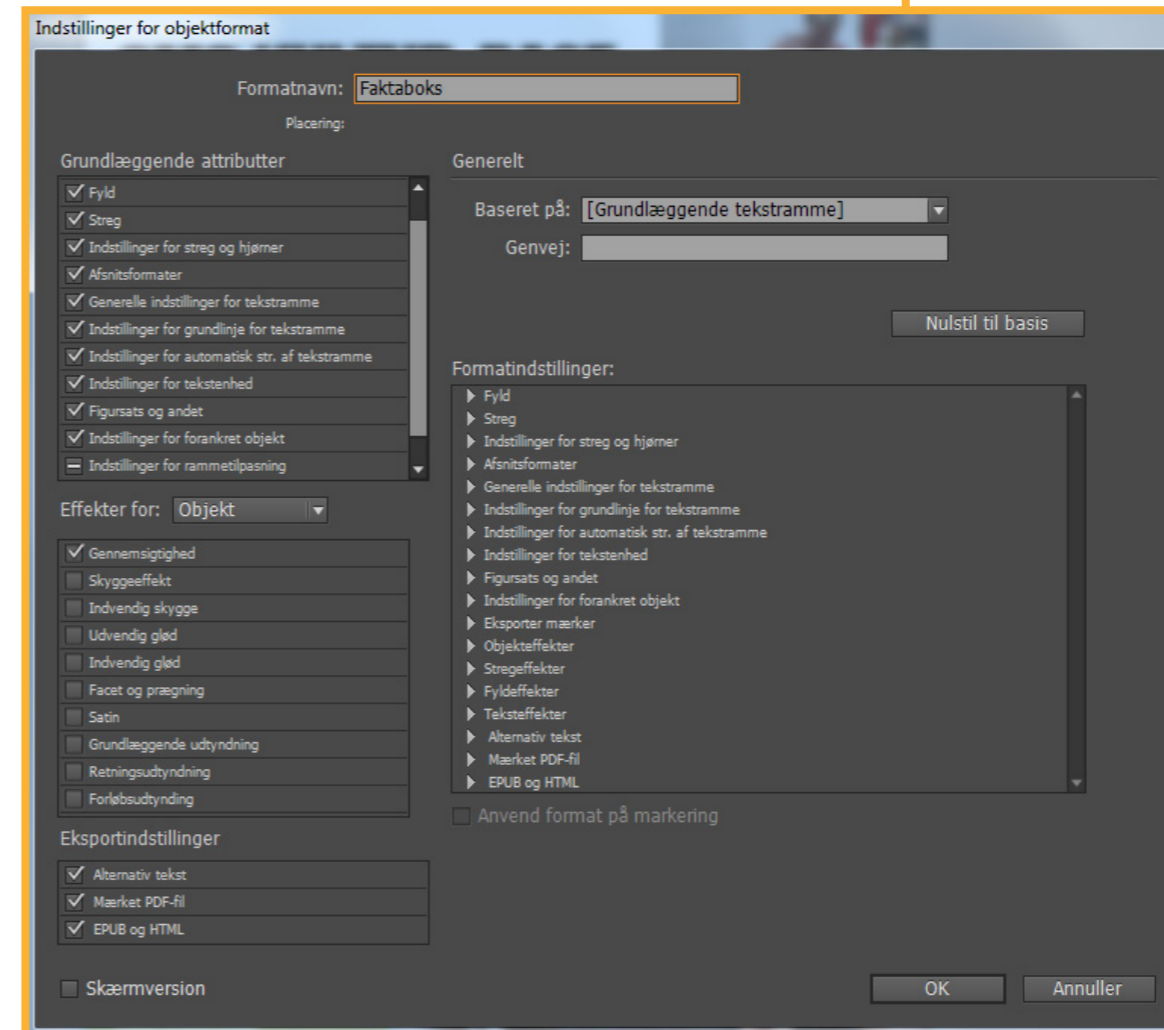 Indstillinger for objektformat
Formatnavn: Faktaboks
Placering:
Grundlæggende attributter
Fyld
Streg
Indstillinger for streg og hjørner
Afsnitsformater
Generelle indstillinger for tekstramme
Indstillinger for grundlinje for tekstramme
Indstillinger for automatisk str. af tekstramme
Indstillinger for tekstenhed
Figursats og andet
Indstillinger for forankret objekt
Indstillinger for rammetilpasning
Effekter for: Objekt
Gennemsigtighed
Skyggeeffekt
Indvendig skygge
Udvendig glød
Indvendig glød
Facet og prægning
Satin
Grundlæggende udtyndning
Retningsudtyndning
Forløbsudtynding
Eksportindstillinger
Alternativ tekst
Mærket PDF-fil
EPUB og HTML
Skærmversion
Generelt
Baseret på: [Grundlæggende tekstramme]
Genvej:
Nulstil til basis
Formatindstillinger:
Fyld
Streg
Indstillinger for streg og hjørner
Afsnitsformater
Generelle indstillinger for tekstramme
Indstillinger for grundlinje for tekstramme
Indstillinger for automatisk str. af tekstramme
Indstillinger for tekstenhed
Figursats og andet
Indstillinger for forankret objekt
Eksporter mærker
Objekteffekter
Stregeffekter
Fyldeffekter
Teksteffekter
Alternativ tekst
Mærket PDF-fil
EPUB og HTML
Anvend format på markering
OK Annuller